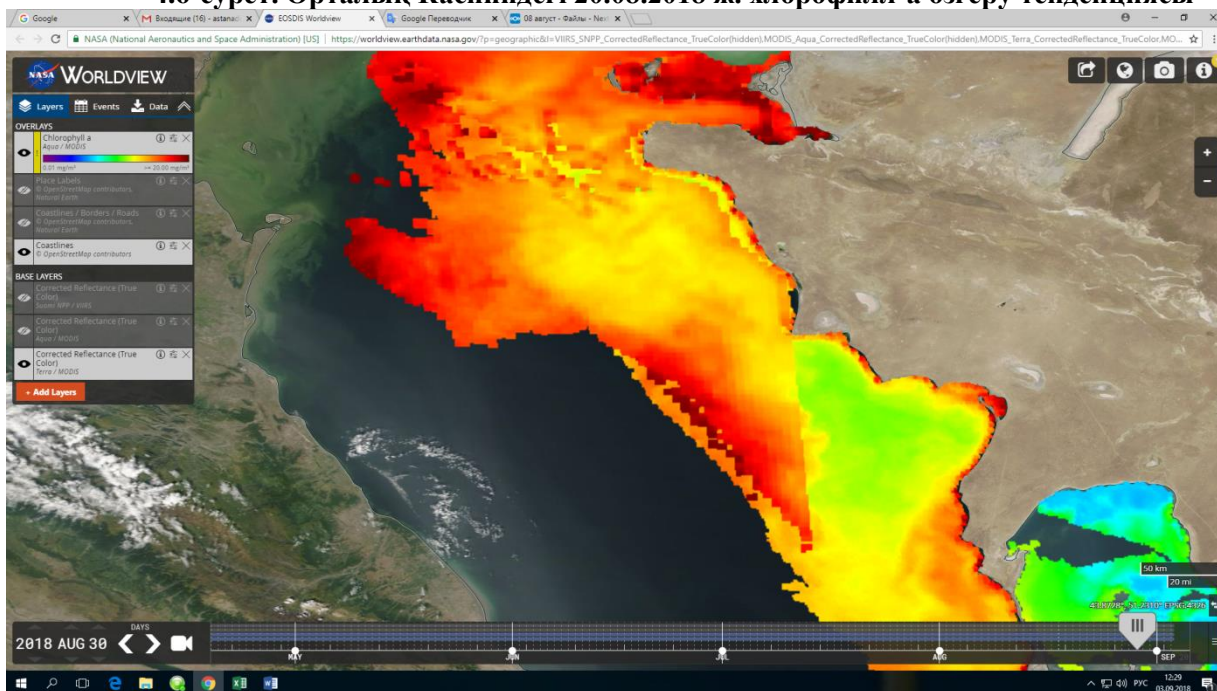 4.6-сурет. Орталық Каспийдегі 20.08.2018 ж. хлорофилл а өзгеру тенденциясы
Google
Входящие (16) - astanac
EOSDIS Worldview
Google Переводчик
08 август - Файлы - Next
NASA (National Aeronautics and Space Administration) [US] | https://worldview.earthdata.nasa.gov/?p=geographic&l=VIIRS_SNPP_CorrectedReflectance_TrueColor(hidden),MODIS_Aqua_CorrectedReflectance_TrueColor(hidden),MODIS_Terra_CorrectedReflectance_TrueColor,MO...
NASA WORLDVIEW
Layers Events Data
OVERLAYS
Chlorophyll a
Aqua / MODIS
0.01 mg/m³ >= 20.00 mg/m³
Place Labels
© OpenStreetMap contributors,
Natural Earth
Coastlines / Borders / Roads
© OpenStreetMap contributors,
Natural Earth
Coastlines
© OpenStreetMap contributors
BASE LAYERS
Corrected Reflectance (True
Color)
Suomi NPP / VIIRS
Corrected Reflectance (True
Color)
Aqua / MODIS
Corrected Reflectance (True
Color)
Terra / MODIS
+ Add Layers
50 km
20 mi
EPSG:4326
DAYS
2018 AUG 30
MAY JUN JUL AUG SEP
РУС
12:29
03.09.2018